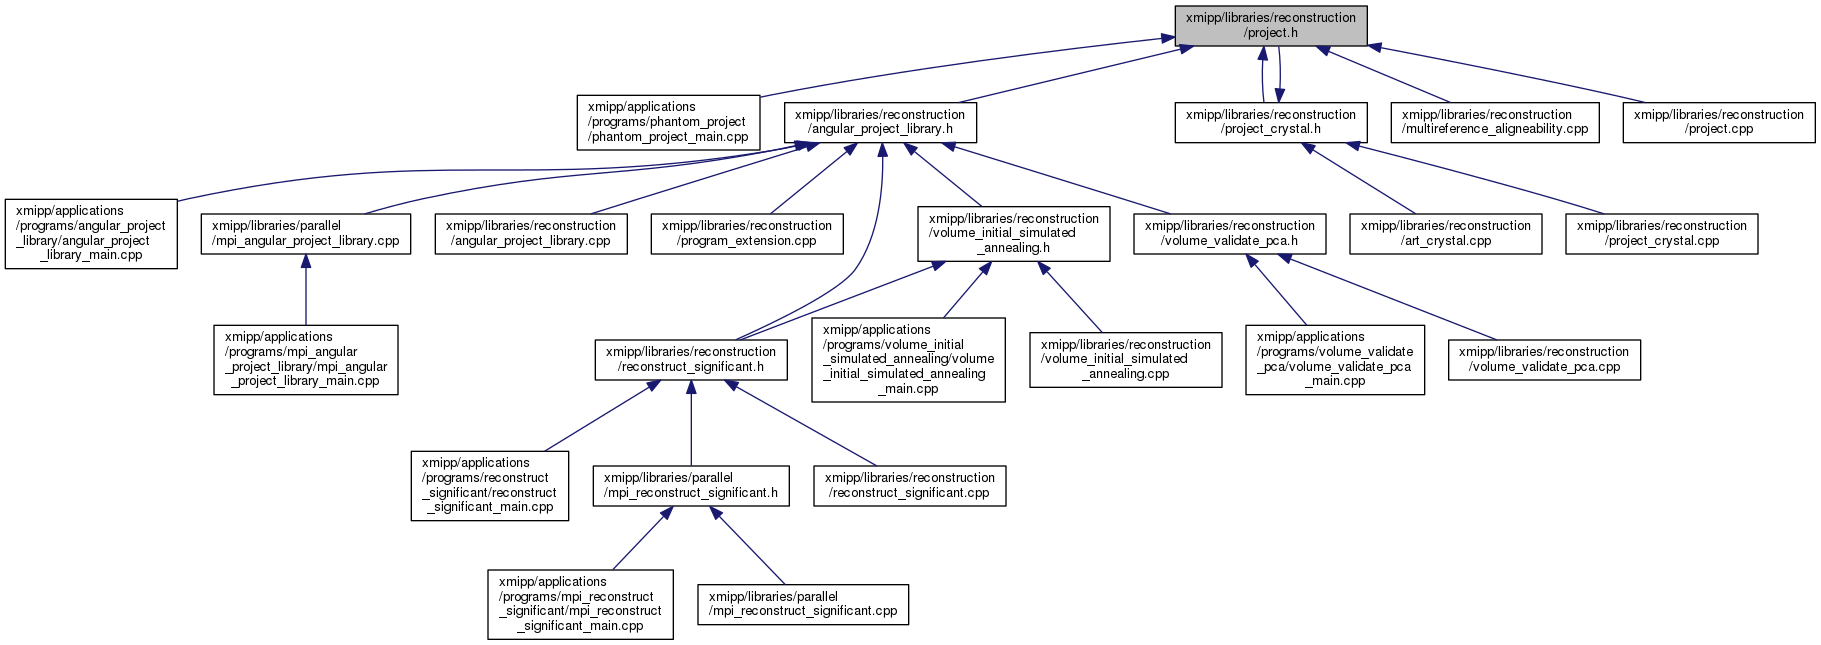 xmipp/libraries/reconstruction
/project.h
xmipp/applications
/programs/phantom_project
/phantom_project_main.cpp
xmipp/libraries/reconstruction
/angular_project_library.h
xmipp/libraries/reconstruction
/project_crystal.h
xmipp/libraries/reconstruction
/multireference_aligneability.cpp
xmipp/libraries/reconstruction
/project.cpp
xmipp/applications
/programs/angular_project
_library/angular_project
_library_main.cpp
xmipp/libraries/parallel
/mpi_angular_project_library.cpp
xmipp/libraries/reconstruction
/angular_project_library.cpp
xmipp/libraries/reconstruction
/program_extension.cpp
xmipp/libraries/reconstruction
/volume_initial_simulated
_annealing.h
xmipp/libraries/reconstruction
/volume_validate_pca.h
xmipp/libraries/reconstruction
/art_crystal.cpp
xmipp/libraries/reconstruction
/project_crystal.cpp
xmipp/applications
/programs/mpi_angular
_project_library/mpi_angular
_project_library_main.cpp
xmipp/libraries/reconstruction
/reconstruct_significant.h
xmipp/applications
/programs/volume_initial
_simulated_annealing/volume
_initial_simulated_annealing
_main.cpp
xmipp/libraries/reconstruction
/volume_initial_simulated
_annealing.cpp
xmipp/applications
/programs/volume_validate
_pca/volume_validate_pca
_main.cpp
xmipp/libraries/reconstruction
/volume_validate_pca.cpp
xmipp/applications
/programs/reconstruct
_significant/reconstruct
_significant_main.cpp
xmipp/libraries/parallel
/mpi_reconstruct_significant.h
xmipp/libraries/reconstruction
/reconstruct_significant.cpp
xmipp/applications
/programs/mpi_reconstruct
_significant/mpi_reconstruct
_significant_main.cpp
xmipp/libraries/parallel
/mpi_reconstruct_significant.cpp